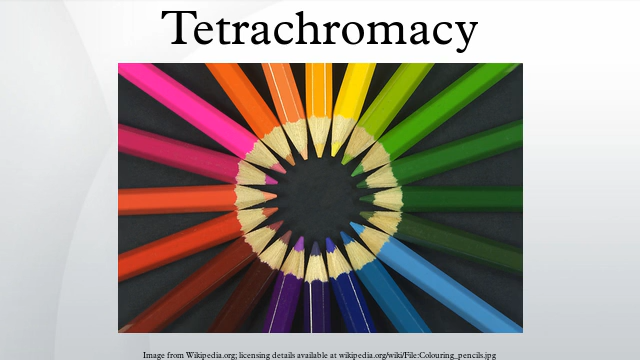 Tetrachromacy
Image from Wikipedia.org; licensing details available at wikipedia.org/wiki/File:Colouring_pencils.jpg